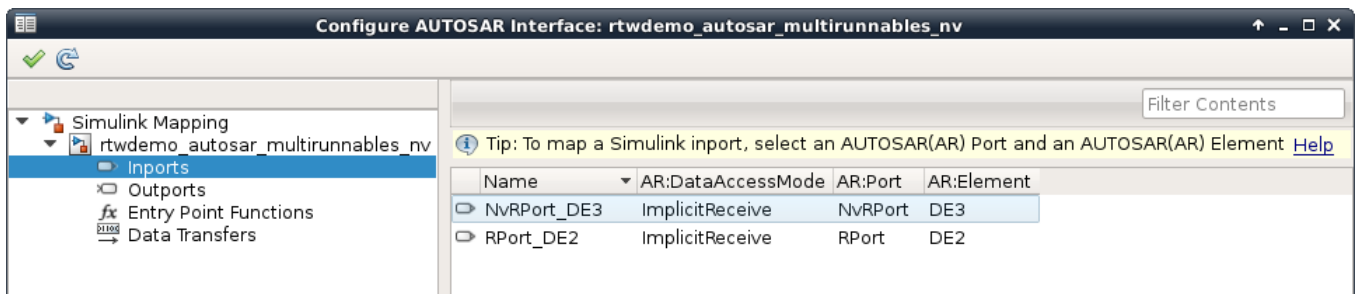 Configure AUTOSAR Interface: rtwdemo_autosar_multirunnables_nv
Filter Contents
Simulink Mapping
rtwdemo_autosar_multirunnables_nv
Inports
Outports
fx Entry Point Functions
Data Transfers
Tip: To map a Simulink inport, select an AUTOSAR(AR) Port and an AUTOSAR(AR) Element Help
Name AR:DataAccessMode AR:Port AR:Element
NvRPort_DE3 ImplicitReceive NvRPort DE3
RPort_DE2 ImplicitReceive RPort DE2